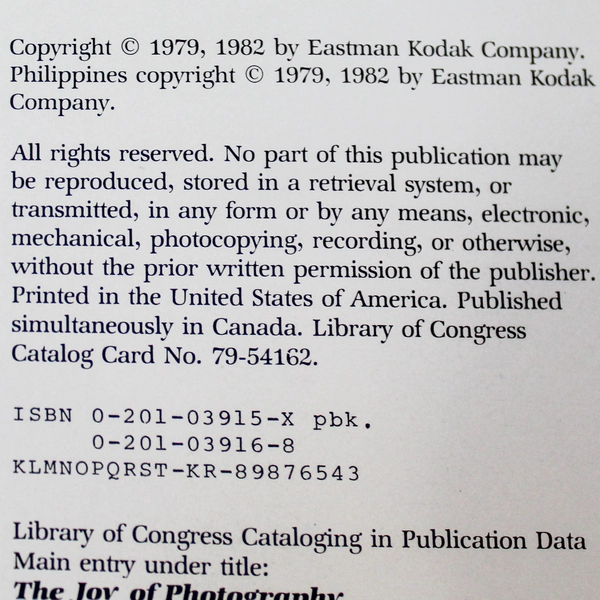 Copyright © 1979, 1982 by Eastman Kodak Company.
Philippines copyright © 1979, 1982 by Eastman Kodak
Company.
All rights reserved. No part of this publication may
be reproduced, stored in a retrieval system, or
transmitted, in any form or by any means, electronic,
mechanical, photocopying, recording, or otherwise,
without the prior written permission of the publisher.
Printed in the United States of America. Published
simultaneously in Canada. Library of Congress
Catalog Card No. 79-54162.
ISBN 0-201-03915-X pbk.
0-201-03916-8
KLMNOPQRST-KR-89876543
Library of Congress Cataloging in Publication Data
Main entry under title:
The Joy of Photography